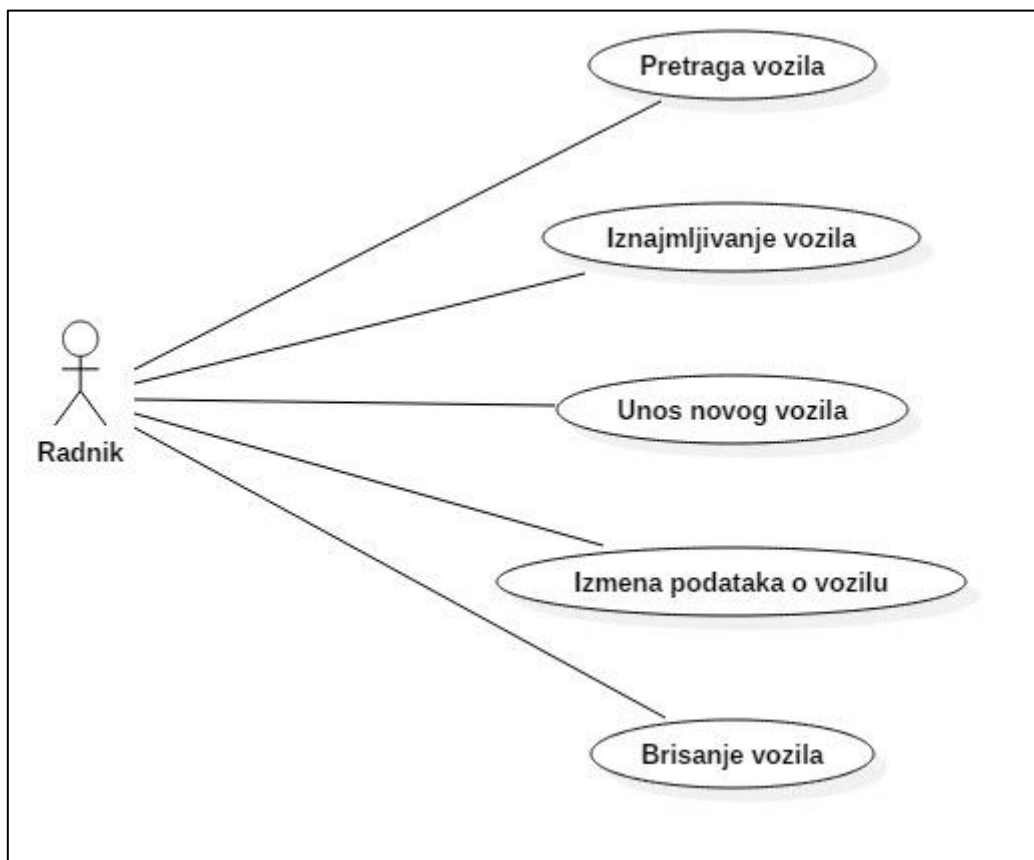 Pretraga vozila
Iznajmljivanje vozila
Radnik
Unos novog vozila
Izmena podataka o vozilu
Brisanje vozila